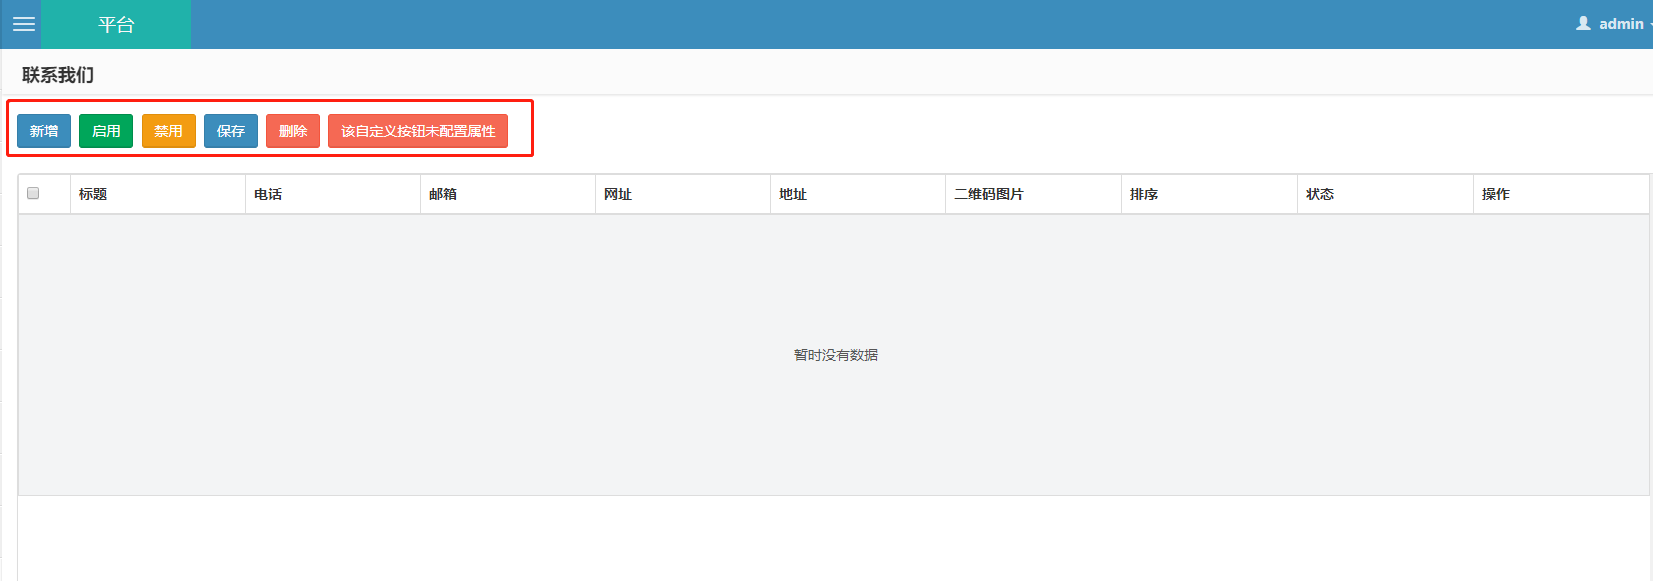 平台
admin
联系我们
新增 启用 禁用 保存 删除 该自定义按钮未配置属性
标题 电话 邮箱 网址 地址 二维码图片 排序 状态 操作
暂时没有数据